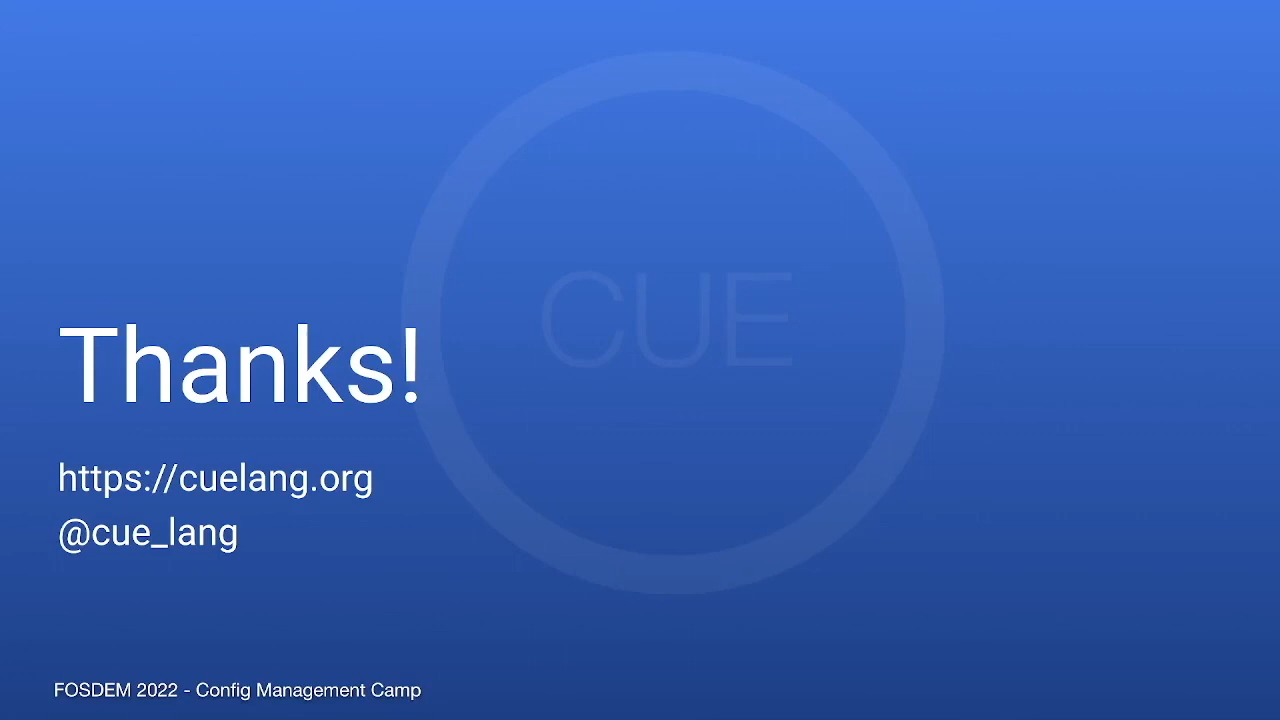 CUE
Thanks!
https://cuelang.org
@cue_lang
FOSDEM 2022 - Config Management Camp